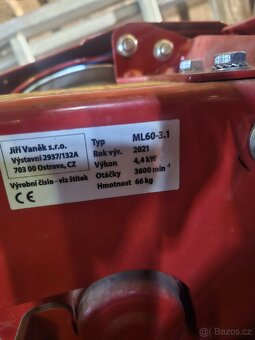 Jiří Vaněk s.r.o.
Výstavní 2937/132A
703 00 Ostrava, CZ
Výrobní číslo - viz štítek
CE
Typ ML60-3.1
Rok výr. 2021
Výkon 4,4 kW
Otáčky 3600 min⁻¹
Hmotnost 66 kg
Bazoš.cz